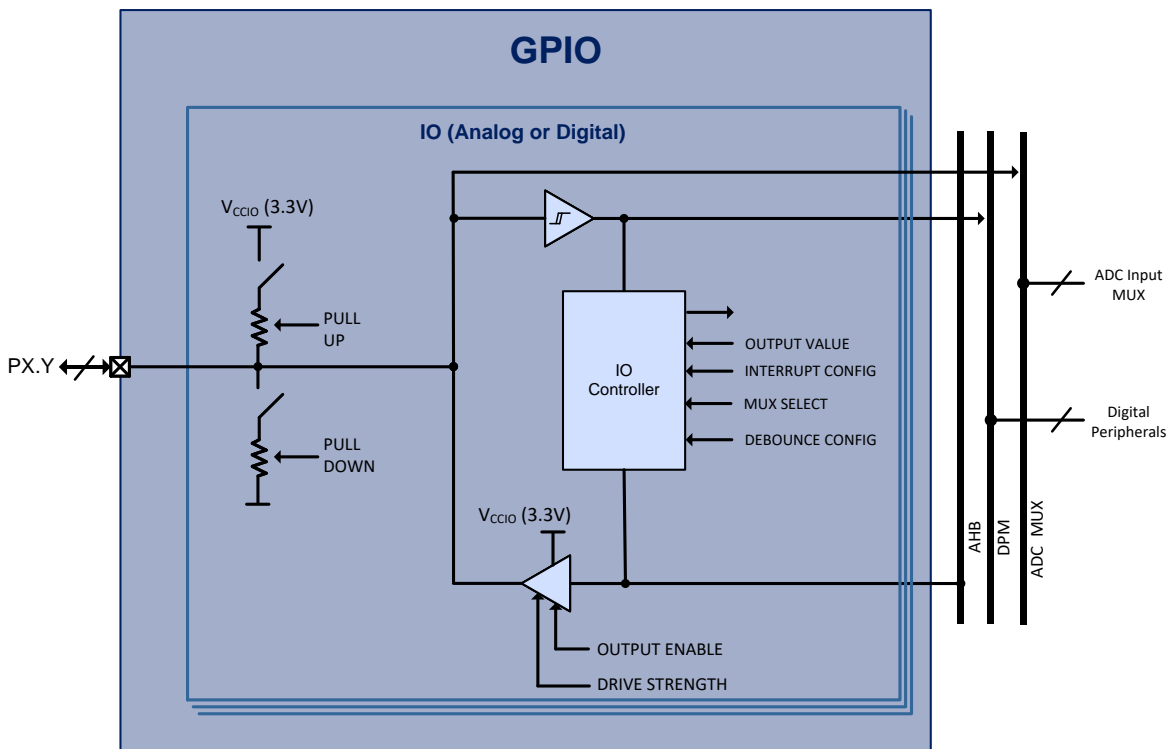 GPIO
IO (Analog or Digital)
VCCIO (3.3V)
PULL
UP
PX.Y
PULL
DOWN
IO
Controller
OUTPUT VALUE
INTERRUPT CONFIG
MUX SELECT
DEBOUNCE CONFIG
VCCIO (3.3V)
OUTPUT ENABLE
DRIVE STRENGTH
AHB
DPM
ADC MUX
ADC Input
MUX
Digital
Peripherals